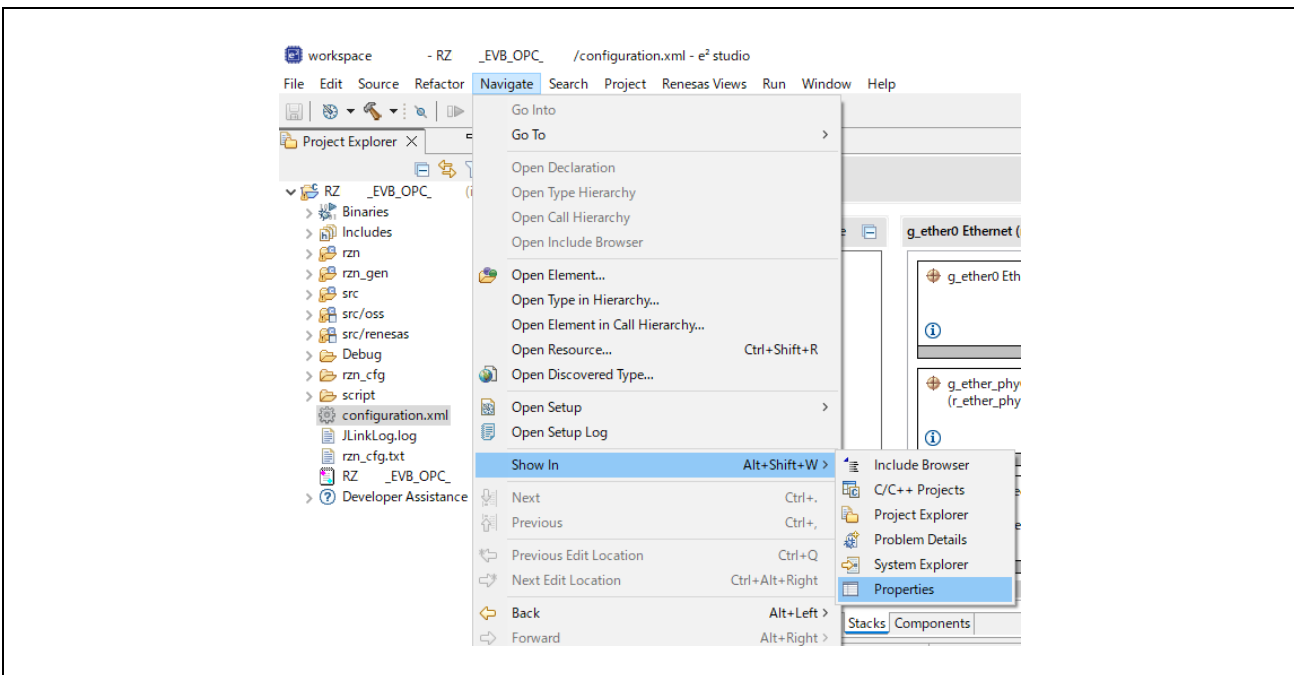 workspace - RZ _EVB_OPC_ /configuration.xml - e² studio
File Edit Source Refactor Navigate Search Project Renesas Views Run Window Help
Project Explorer
RZ _EVB_OPC_ (i
Binaries
Includes
rzn
rzn_gen
src
src/oss
src/renesas
Debug
rzn_cfg
script
configuration.xml
JLinkLog.log
rzn_cfg.txt
RZ _EVB_OPC_
Developer Assistance
Go Into
Go To >
Open Declaration
Open Type Hierarchy
Open Call Hierarchy
Open Include Browser
Open Element...
Open Type in Hierarchy...
Open Element in Call Hierarchy...
Open Resource... Ctrl+Shift+R
Open Discovered Type...
Open Setup >
Open Setup Log
Show In Alt+Shift+W >
Next Ctrl+.
Previous Ctrl+,
Previous Edit Location Ctrl+Q
Next Edit Location Ctrl+Alt+Right
Back Alt+Left >
Forward Alt+Right >
Include Browser
C/C++ Projects
Project Explorer
Problem Details
System Explorer
Properties
g_ether0 Ethernet (
g_ether0 Eth
g_ether_phy
(r_ether_phy
Stacks Components